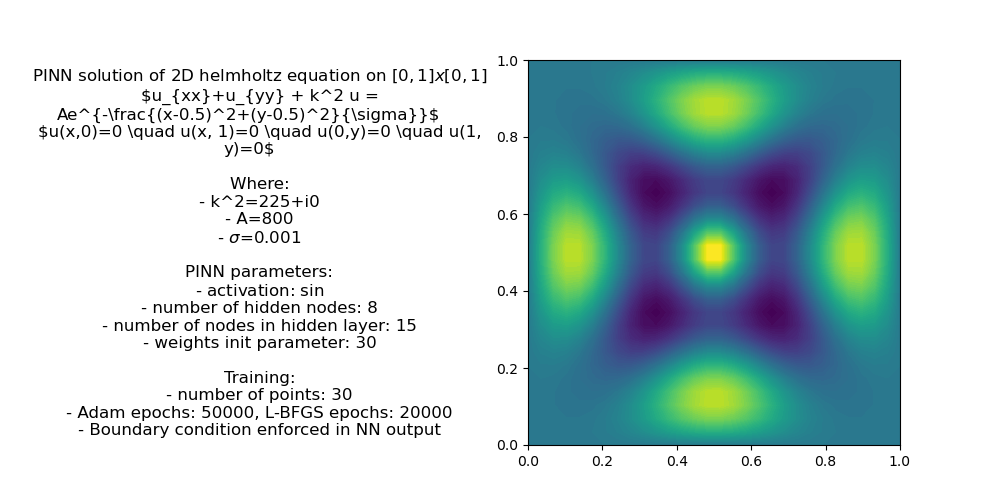 PINN solution of 2D helmholtz equation on [0, 1]x[0, 1]
$u_{xx}+u_{yy} + k^2 u =
Ae^{-\frac{(x-0.5)^2+(y-0.5)^2}{\sigma}}$
$u(x,0)=0 \quad u(x, 1)=0 \quad u(0,y)=0 \quad u(1,
y)=0$
Where:
- k^2=225+i0
- A=800
- σ=0.001
PINN parameters:
- activation: sin
- number of hidden nodes: 8
- number of nodes in hidden layer: 15
- weights init parameter: 30
Training:
- number of points: 30
- Adam epochs: 50000, L-BFGS epochs: 20000
- Boundary condition enforced in NN output
1.0
0.8
0.6
0.4
0.2
0.0
0.0 0.2 0.4 0.6 0.8 1.0